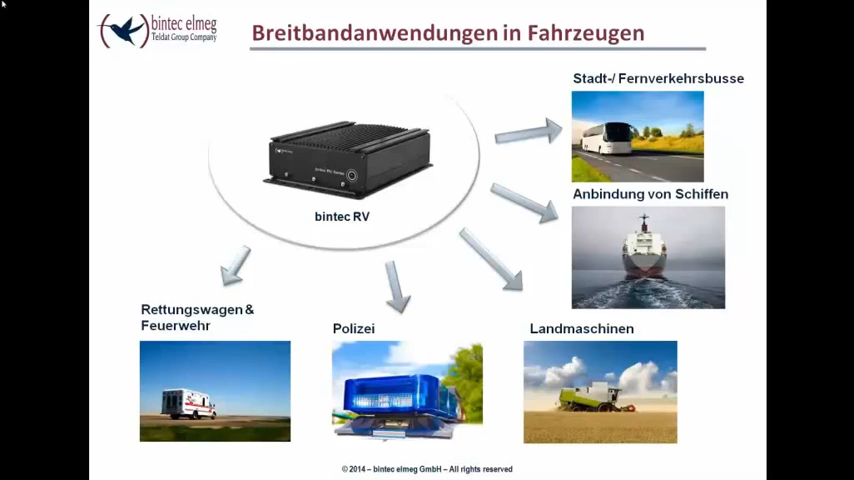 bintec elmeg
Teldat Group Company
Breitbandanwendungen in Fahrzeugen
Stadt-/ Fernverkehrsbusse
Anbindung von Schiffen
bintec RV
Rettungswagen &
Feuerwehr
Polizei
Landmaschinen
© 2014 – bintec elmeg GmbH – All rights reserved